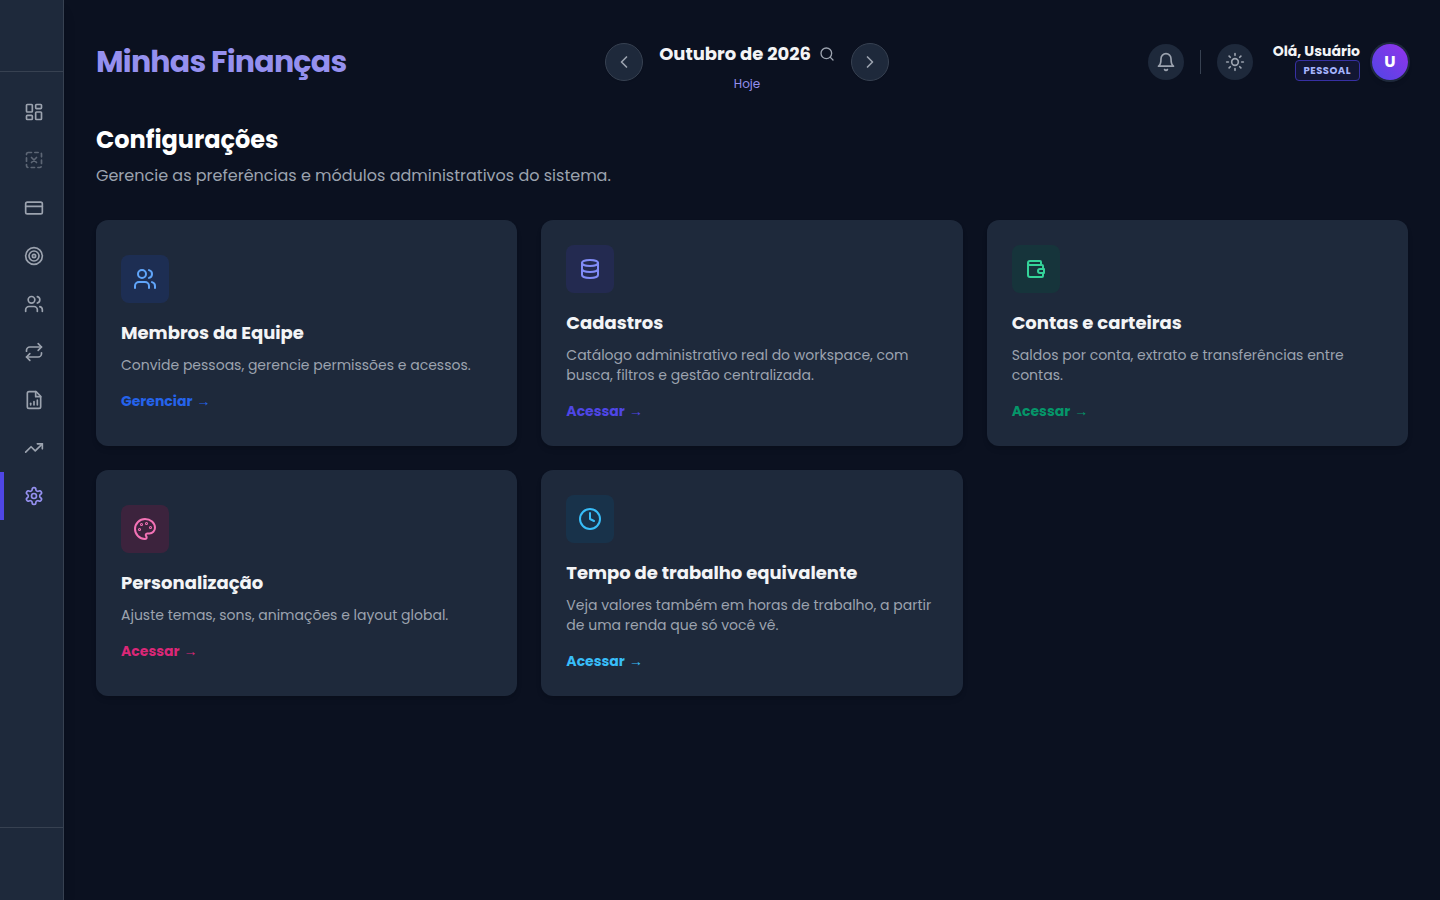 Minhas Finanças
Outubro de 2026
Hoje
Olá, Usuário
PESSOAL
U
Configurações
Gerencie as preferências e módulos administrativos do sistema.
Membros da Equipe
Convide pessoas, gerencie permissões e acessos.
Gerenciar →
Cadastros
Catálogo administrativo real do workspace, com
busca, filtros e gestão centralizada.
Acessar →
Contas e carteiras
Saldos por conta, extrato e transferências entre
contas.
Acessar →
Personalização
Ajuste temas, sons, animações e layout global.
Acessar →
Tempo de trabalho equivalente
Veja valores também em horas de trabalho, a partir
de uma renda que só você vê.
Acessar →